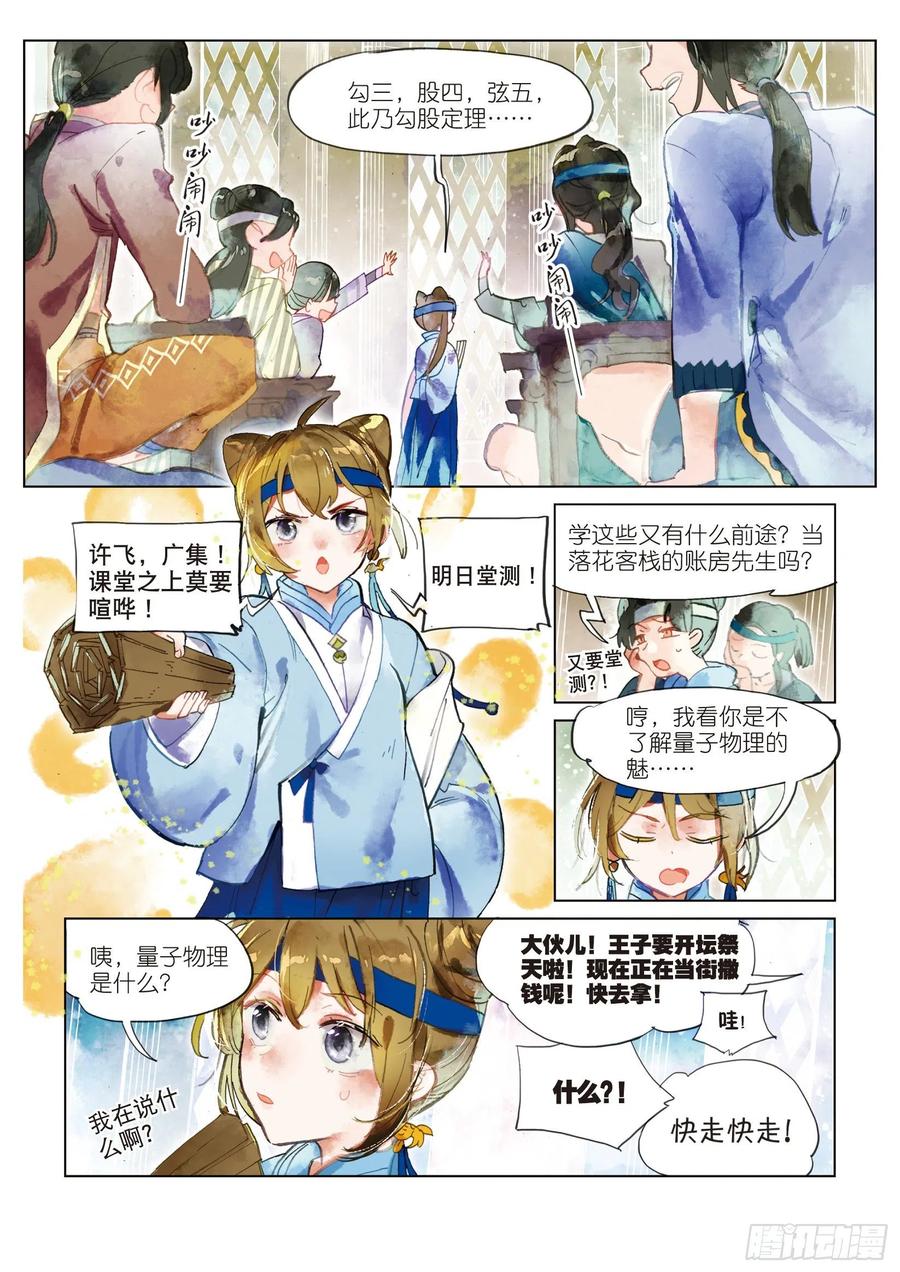 勾三，股四，弦五，
此乃勾股定理……
吵吵闹闹
吵吵闹闹
许飞，广集！
课堂之上莫要
喧哗！
明日堂测！
学这些又有什么前途？当
落花客栈的账房先生吗？
又要堂
测？！
哼，我看你是不
了解量子物理的
魅……
咦，量子物理
是什么？
我在说什
么啊？
大伙儿！王子要开坛祭
天啦！现在正在当街撒
钱呢！快去拿！
哇！
什么？！
快走快走！
腾讯动漫